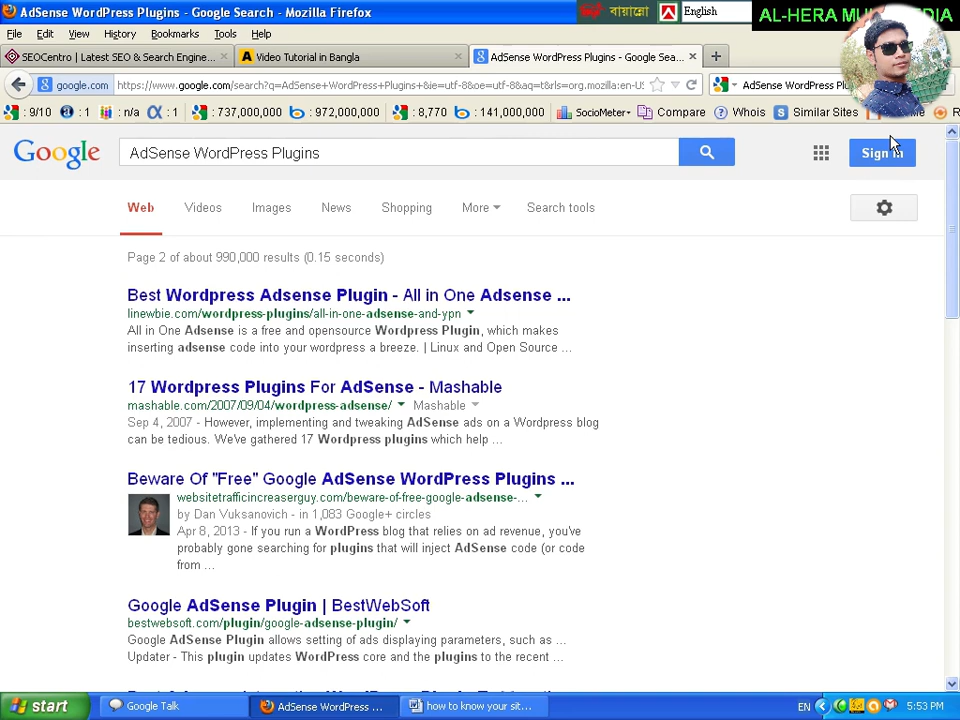 AdSense WordPress Plugins - Google Search - Mozilla Firefox
বায়ান্নো
English
AL-HERA MUL
DIA
File Edit View History Bookmarks Tools Help
SEOCentro | Latest SEO & Search Engine...
Video Tutorial in Bangla
AdSense WordPress Plugins - Google Sear...
google.com
https://www.google.com/search?q=AdSense+WordPress+Plugins+&ie=utf-8&oe=utf-8&aq=t&rls=org.mozilla:en-US
AdSense WordPress Plu
: 9/10 : 1 : n/a : 1 : 737,000,000 : 972,000,000 : 8,770 : 141,000,000 SocioMeter Compare Whois Similar Sites
Google
AdSense WordPress Plugins
Sign in
Web Videos Images News Shopping More Search tools
Page 2 of about 990,000 results (0.15 seconds)
Best Wordpress Adsense Plugin - All in One Adsense ...
linewbie.com/wordpress-plugins/all-in-one-adsense-and-ypn
All in One Adsense is a free and opensource Wordpress Plugin, which makes
inserting adsense code into your wordpress a breeze. | Linux and Open Source ...
17 Wordpress Plugins For AdSense - Mashable
mashable.com/2007/09/04/wordpress-adsense/ Mashable
Sep 4, 2007 - However, implementing and tweaking AdSense ads on a Wordpress blog
can be tedious. We've gathered 17 Wordpress plugins which help ...
Beware Of "Free" Google AdSense WordPress Plugins ...
websitetrafficincreaserguy.com/beware-of-free-google-adsense-...
by Dan Vuksanovich - in 1,083 Google+ circles
Apr 8, 2013 - If you run a WordPress blog that relies on ad revenue, you've
probably gone searching for plugins that will inject AdSense code (or code
from ...
Google AdSense Plugin | BestWebSoft
bestwebsoft.com/plugin/google-adsense-plugin/
Google AdSense Plugin allows setting of ads displaying parameters, such as ...
Updater - This plugin updates WordPress core and the plugins to the recent ...
start
Google Talk
AdSense WordPress ...
how to know your sit...
EN
5:53 PM